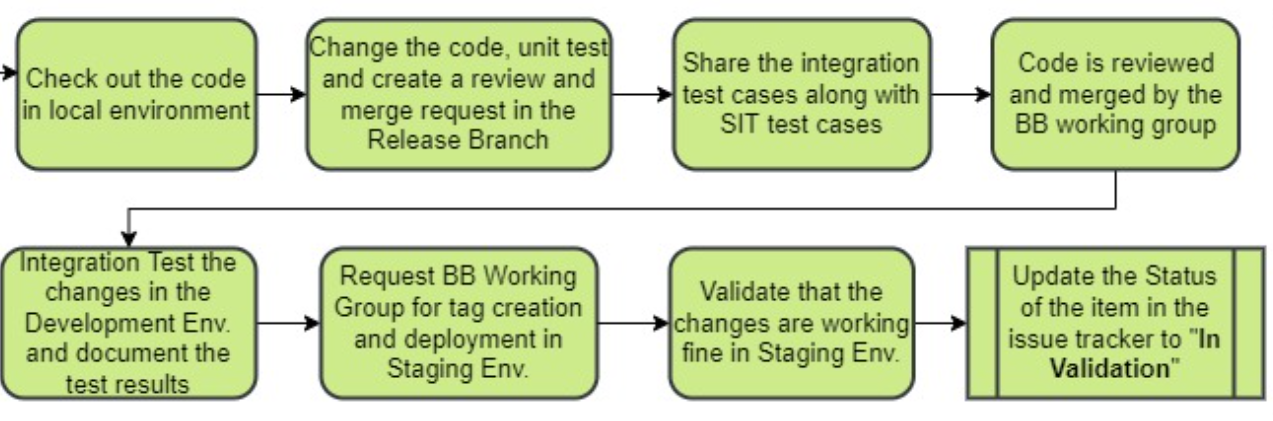 Check out the code
in local environment
Change the code, unit test
and create a review and
merge request in the
Release Branch
Share the integration
test cases along with
SIT test cases
Code is reviewed
and merged by the
BB working group
Integration Test the
changes in the
Development Env.
and document the
test results
Request BB Working
Group for tag creation
and deployment in
Staging Env.
Validate that the
changes are working
fine in Staging Env.
Update the Status
of the item in the
issue tracker to "In
Validation"